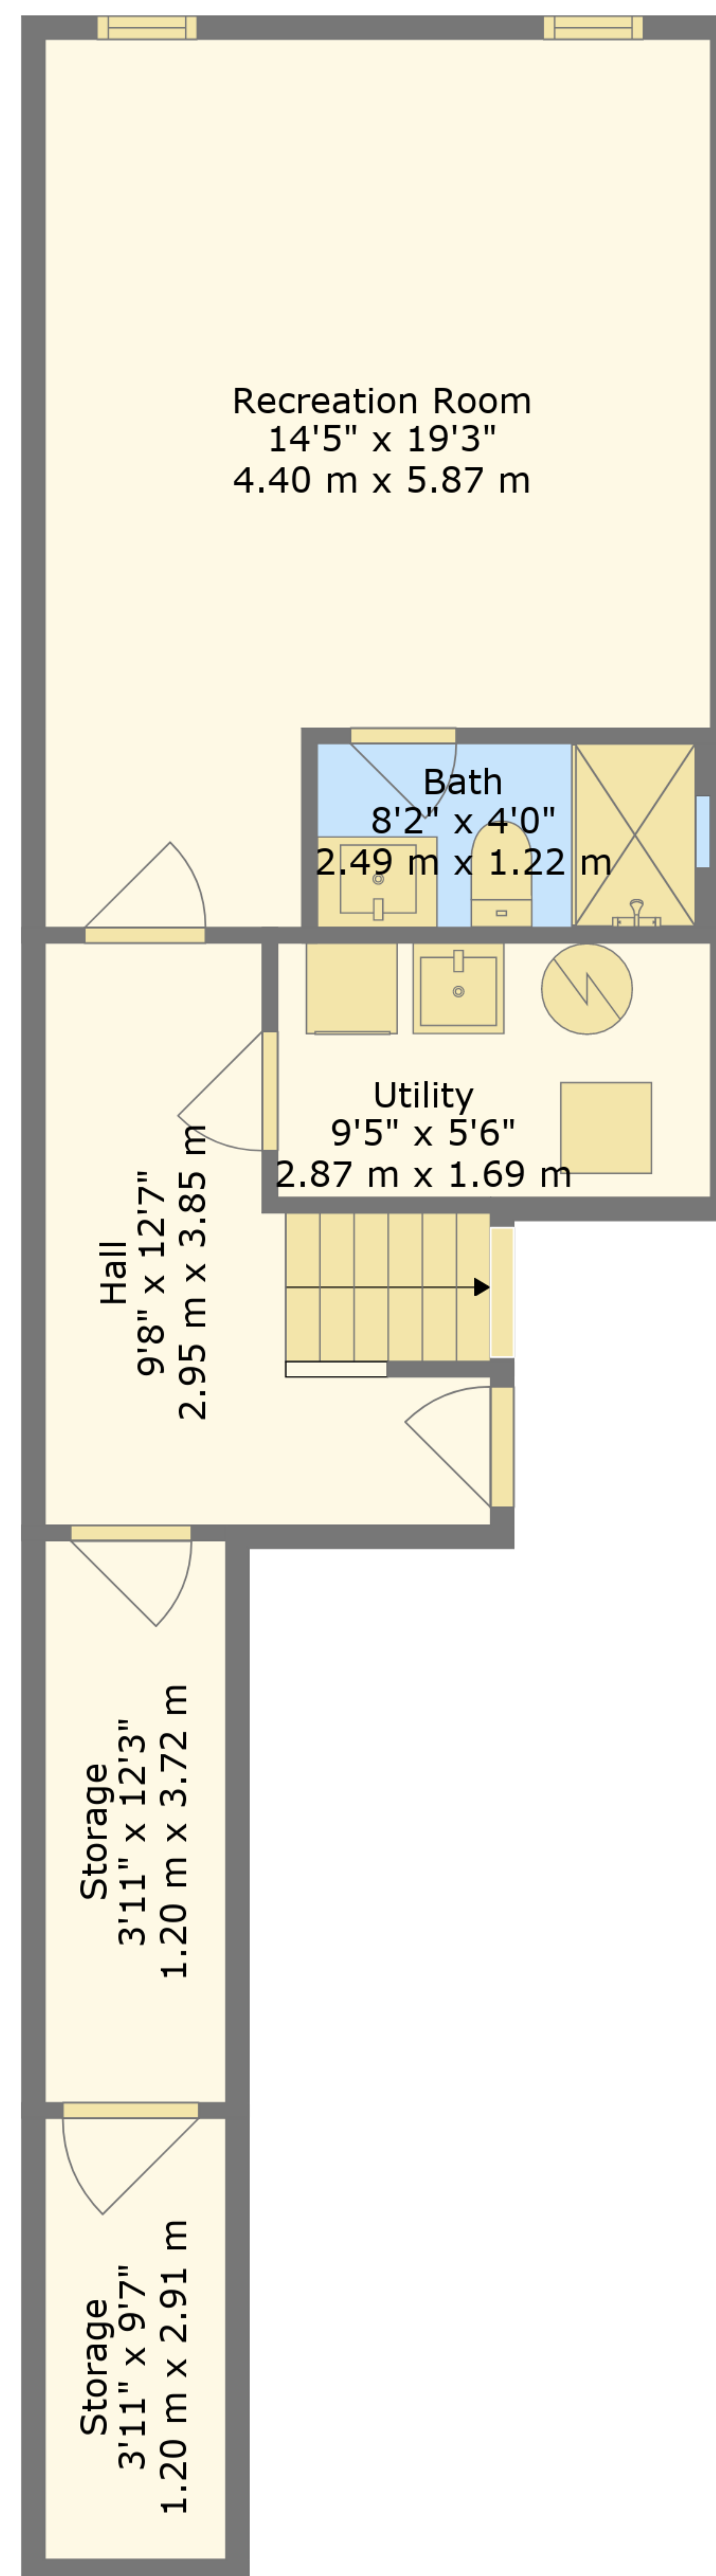 Recreation Room
14'5" x 19'3"
4.40 m x 5.87 m
Bath
8'2" x 4'0"
2.49 m x 1.22 m
Utility
9'5" x 5'6"
2.87 m x 1.69 m
Hall
9'8" x 12'7"
2.95 m x 3.85 m
Storage
3'11" x 12'3"
1.20 m x 3.72 m
Storage
3'11" x 9'7"
1.20 m x 2.91 m